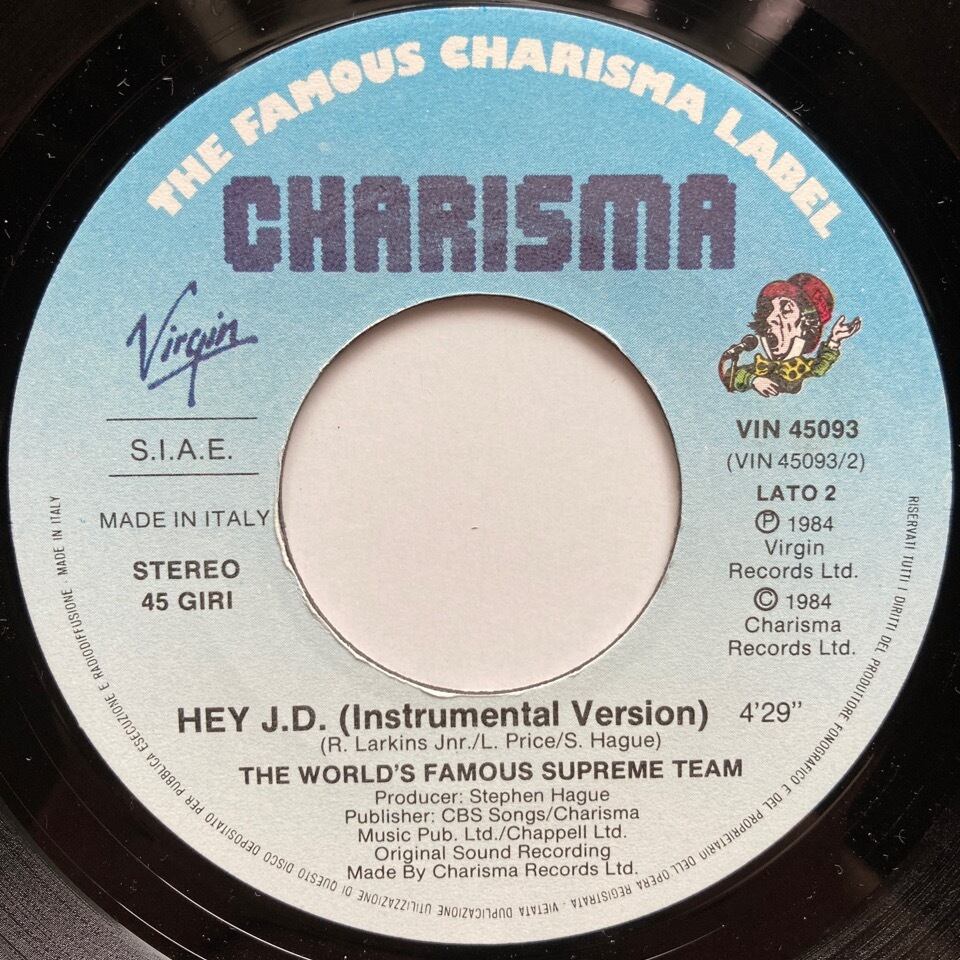 THE FAMOUS CHARISMA LABEL
CHARISMA
Virgin
S.I.A.E.
MADE IN ITALY
STEREO
45 GIRI
VIN 45093
(VIN 45093/2)
LATO 2
Ⓟ 1984
Virgin
Records Ltd.
© 1984
Charisma
Records Ltd.
HEY J.D. (Instrumental Version) 4'29"
(R. Larkins Jnr./L. Price/S. Hague)
THE WORLD'S FAMOUS SUPREME TEAM
Producer: Stephen Hague
Publisher: CBS Songs/Charisma
Music Pub. Ltd./Chappell Ltd.
Original Sound Recording
Made By Charisma Records Ltd.
RISERVATI TUTTI I DIRITTI DEL PRODUTTORE FONOGRAFICO E DEL PROPRIETARIO DELL'OPERA REGISTRATA - VIETATA DUPLICAZIONE UTILIZZAZIONE DI QUESTO DISCO DEPOSITATO PER PUBBLICA ESECUZIONE E RADIODIFFUSIONE MADE IN ITALY